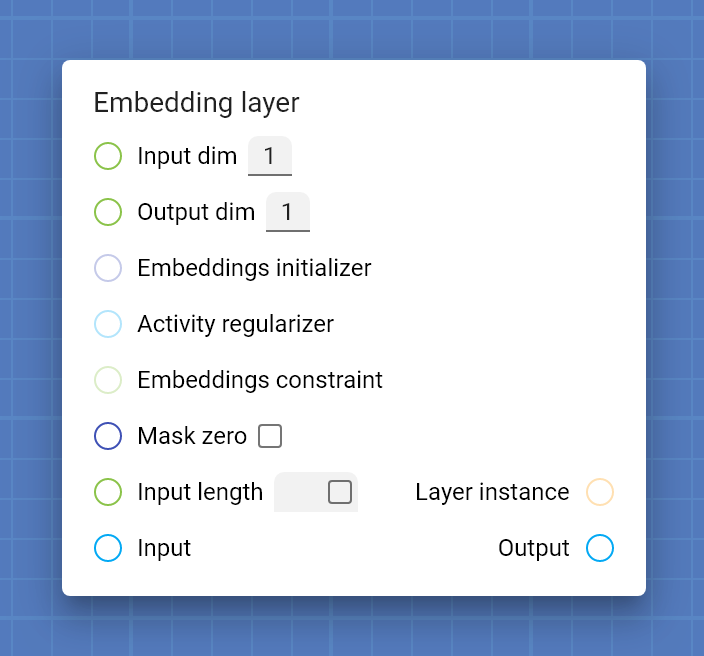 Embedding layer
Input dim 1
Output dim 1
Embeddings initializer
Activity regularizer
Embeddings constraint
Mask zero
Input length Layer instance
Input Output